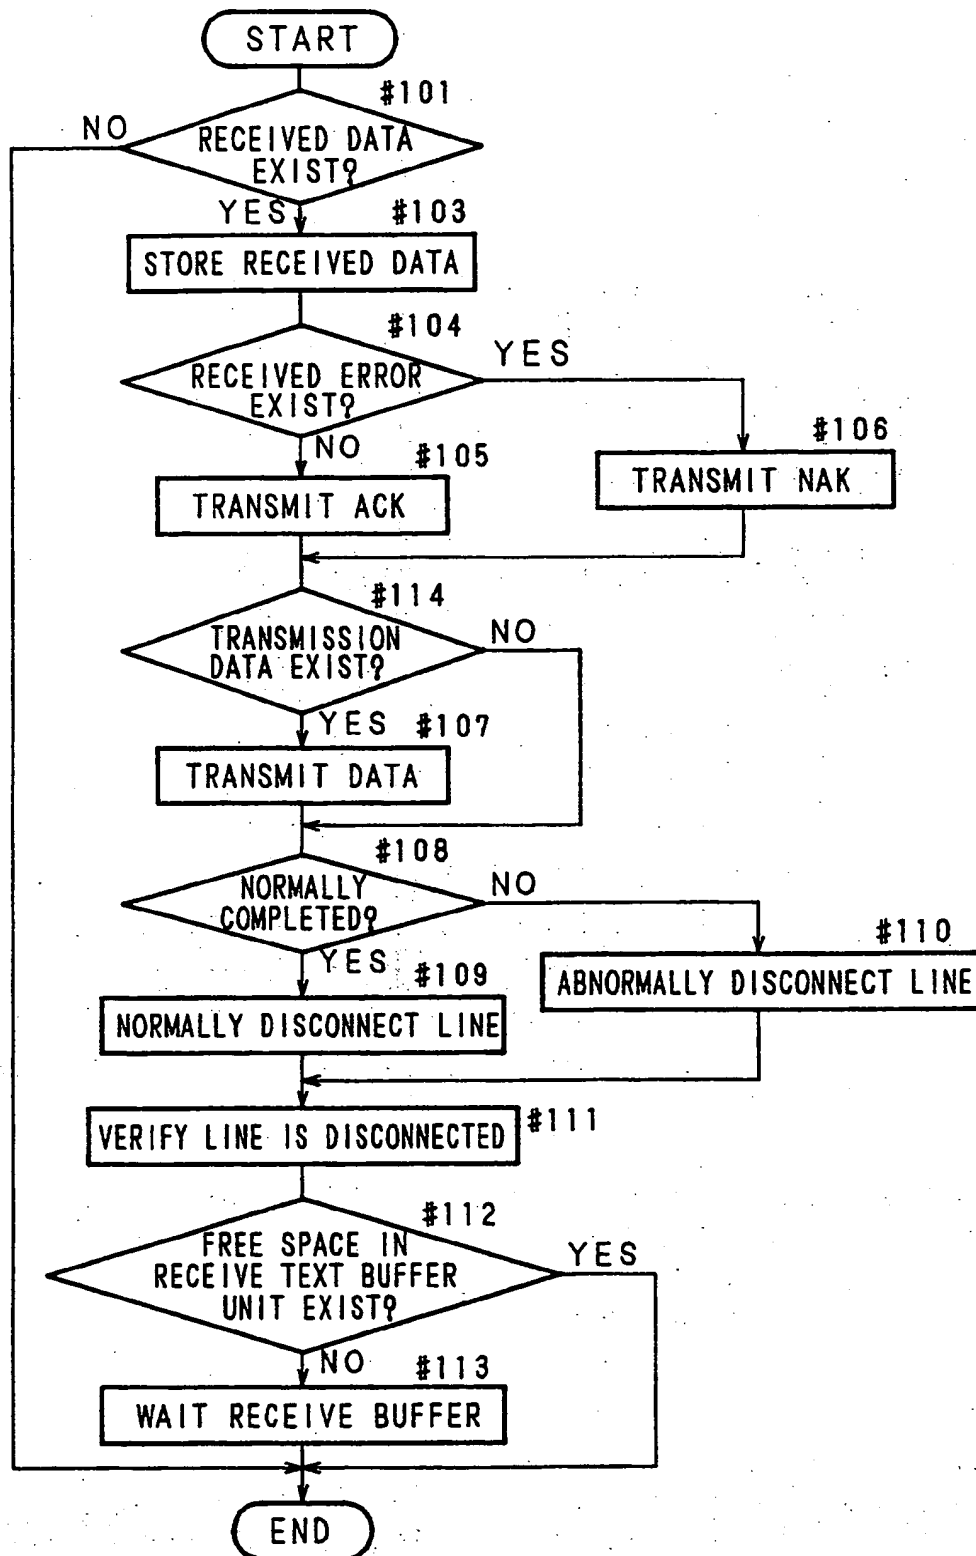 START
#101
NO
RECEIVED DATA
EXIST?
YES
#103
STORE RECEIVED DATA
#104
YES
RECEIVED ERROR
EXIST?
NO
#105
#106
TRANSMIT ACK
TRANSMIT NAK
#114
TRANSMISSION
DATA EXIST?
NO
YES
#107
TRANSMIT DATA
#108
NORMALLY
COMPLETED?
NO
YES
#109
#110
NORMALLY DISCONNECT LINE
ABNORMALLY DISCONNECT LINE
VERIFY LINE IS DISCONNECTED
#111
#112
FREE SPACE IN
RECEIVE TEXT BUFFER
UNIT EXIST?
YES
NO
#113
WAIT RECEIVE BUFFER
END